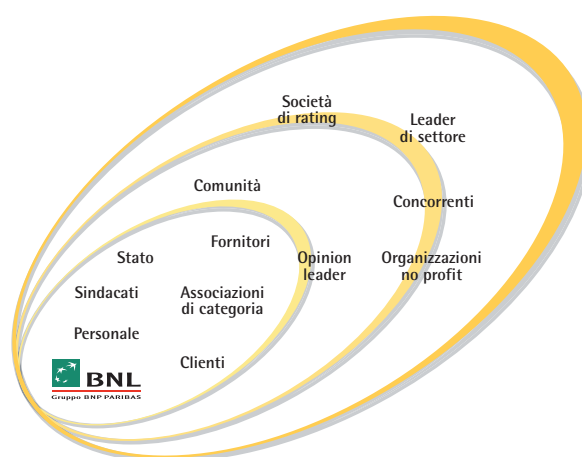 Società
di rating
Leader
di settore
Comunità
Concorrenti
Fornitori
Stato
Opinion
leader
Organizzazioni
no profit
Sindacati
Associazioni
di categoria
Personale
Clienti
BNL
Gruppo BNP PARIBAS